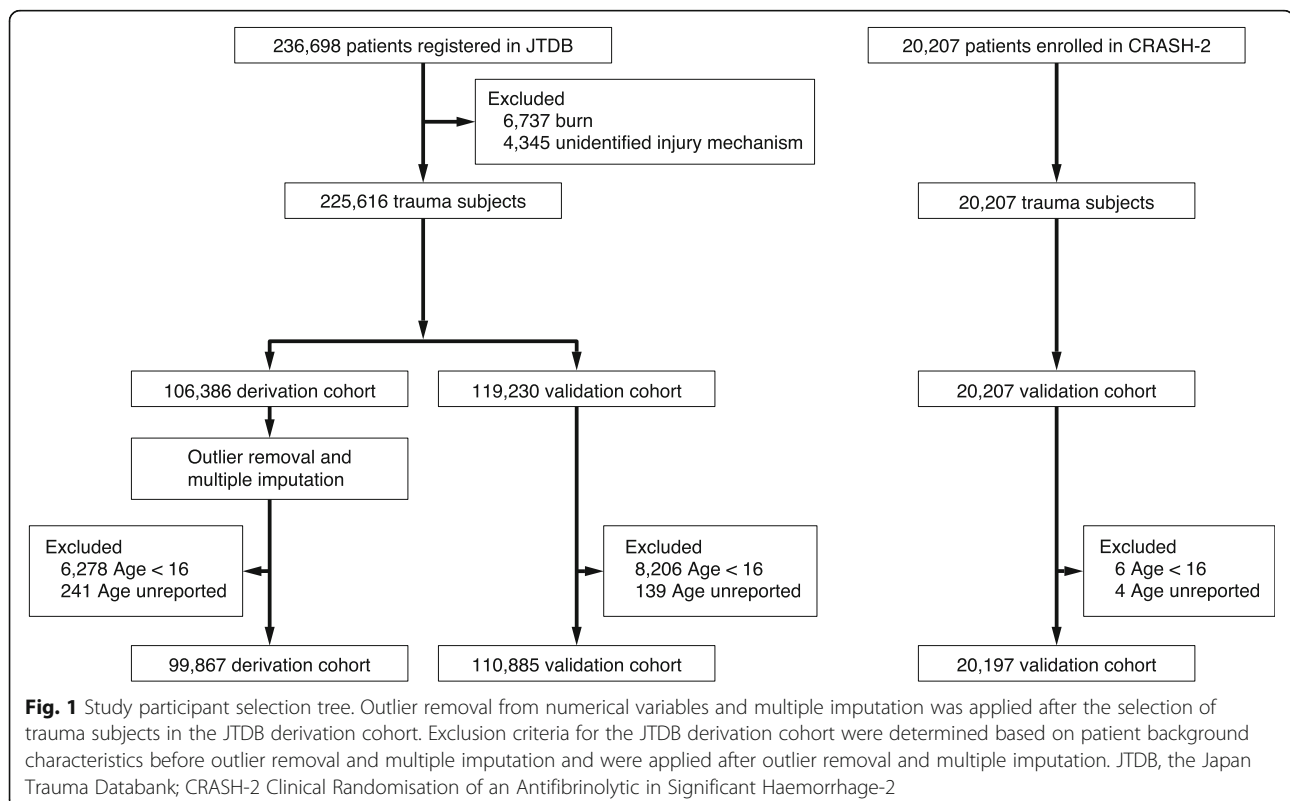 236,698 patients registered in JTDB
20,207 patients enrolled in CRASH-2
Excluded
6,737 burn
4,345 unidentified injury mechanism
225,616 trauma subjects
20,207 trauma subjects
106,386 derivation cohort
119,230 validation cohort
20,207 validation cohort
Outlier removal and
multiple imputation
Excluded
6,278 Age < 16
241 Age unreported
Excluded
8,206 Age < 16
139 Age unreported
Excluded
6 Age < 16
4 Age unreported
99,867 derivation cohort
110,885 validation cohort
20,197 validation cohort
Fig. 1 Study participant selection tree. Outlier removal from numerical variables and multiple imputation was applied after the selection of
trauma subjects in the JTDB derivation cohort. Exclusion criteria for the JTDB derivation cohort were determined based on patient background
characteristics before outlier removal and multiple imputation and were applied after outlier removal and multiple imputation. JTDB, the Japan
Trauma Databank; CRASH-2 Clinical Randomisation of an Antifibrinolytic in Significant Haemorrhage-2